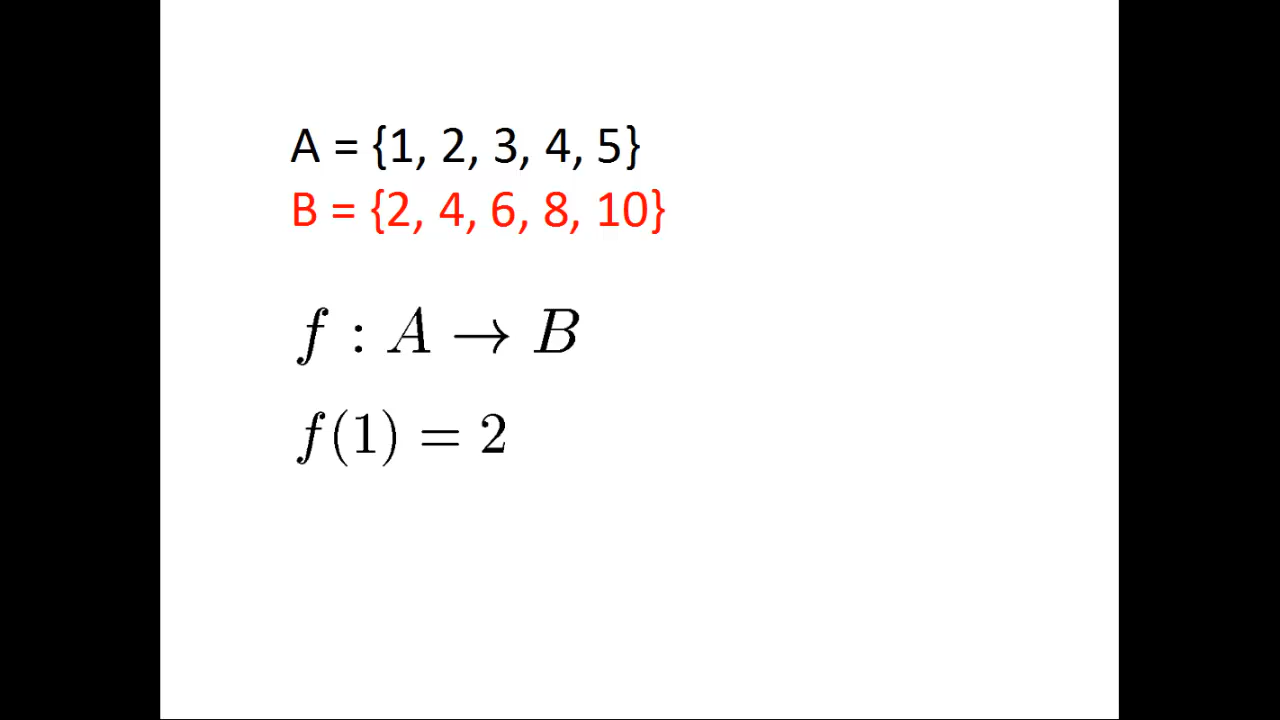 A = {1, 2, 3, 4, 5}
B = {2, 4, 6, 8, 10}
f : A → B
f(1) = 2